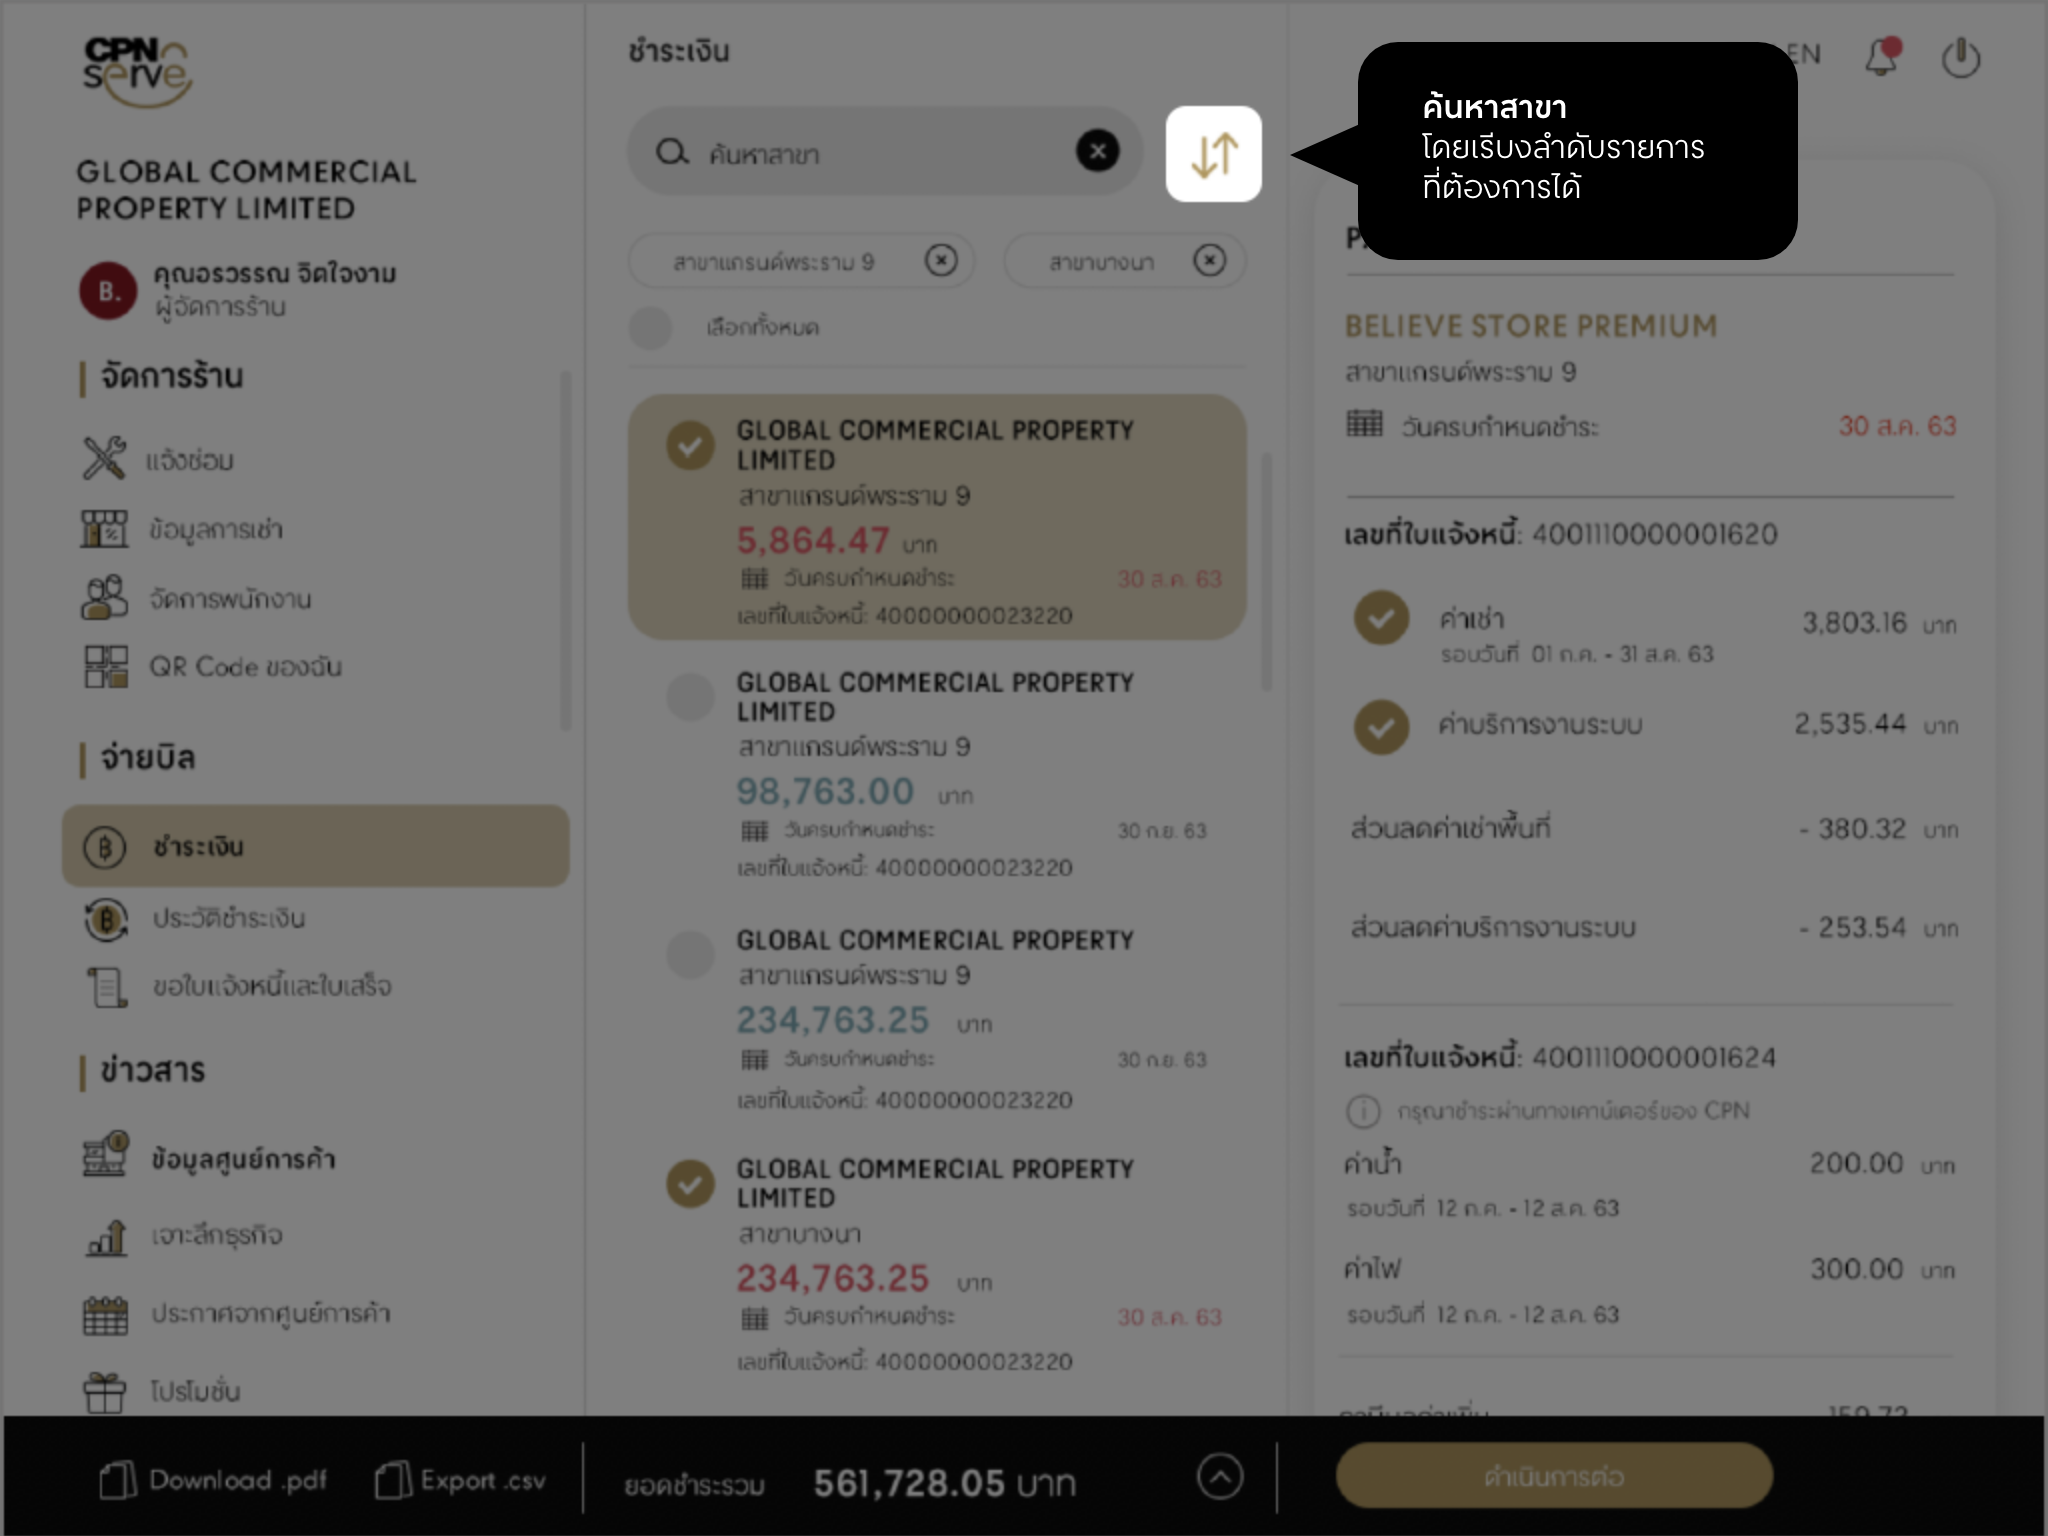 CPN
serve
GLOBAL COMMERCIAL
PROPERTY LIMITED
B.
คุณอรวรรณ จิตใจงาม
ผู้จัดการร้าน
จัดการร้าน
แจ้งซ่อม
ข้อมูลการเช่า
จัดการพนักงาน
QR Code ของฉัน
จ่ายบิล
ชำระเงิน
ประวัติชำระเงิน
ขอใบแจ้งหนี้และใบเสร็จ
ข่าวสาร
ข้อมูลศูนย์การค้า
เจาะลึกธุรกิจ
ประกาศจากศูนย์การค้า
โปรโมชั่น
ชำระเงิน
ค้นหาสาขา
สาขาแกรนด์พระราม 9
สาขาบางนา
เลือกทั้งหมด
GLOBAL COMMERCIAL PROPERTY
LIMITED
สาขาแกรนด์พระราม 9
5,864.47 บาท
วันครบกำหนดชำระ 30 ส.ค. 63
เลขที่ใบแจ้งหนี้: 40000000023220
GLOBAL COMMERCIAL PROPERTY
LIMITED
สาขาแกรนด์พระราม 9
98,763.00 บาท
วันครบกำหนดชำระ 30 ก.ย. 63
เลขที่ใบแจ้งหนี้: 40000000023220
GLOBAL COMMERCIAL PROPERTY
สาขาแกรนด์พระราม 9
234,763.25 บาท
วันครบกำหนดชำระ 30 ก.ย. 63
เลขที่ใบแจ้งหนี้: 40000000023220
GLOBAL COMMERCIAL PROPERTY
LIMITED
สาขาบางนา
234,763.25 บาท
วันครบกำหนดชำระ 30 ส.ค. 63
เลขที่ใบแจ้งหนี้: 40000000023220
EN
ค้นหาสาขา
โดยเรีบงลำดับรายการ
ที่ต้องการได้
BELIEVE STORE PREMIUM
สาขาแกรนด์พระราม 9
วันครบกำหนดชำระ 30 ส.ค. 63
เลขที่ใบแจ้งหนี้: 4001110000001620
ค่าเช่า 3,803.16 บาท
รอบวันที่ 01 ก.ค. - 31 ส.ค. 63
ค่าบริการงานระบบ 2,535.44 บาท
ส่วนลดค่าเช่าพื้นที่ - 380.32 บาท
ส่วนลดค่าบริการงานระบบ - 253.54 บาท
เลขที่ใบแจ้งหนี้: 4001110000001624
กรุณาชำระผ่านทางเคาน์เตอร์ของ CPN
ค่าน้ำ 200.00 บาท
รอบวันที่ 12 ก.ค. - 12 ส.ค. 63
ค่าไฟ 300.00 บาท
รอบวันที่ 12 ก.ค. - 12 ส.ค. 63
Download .pdf
Export .csv
ยอดชำระรวม 561,728.05 บาท
ดำเนินการต่อ